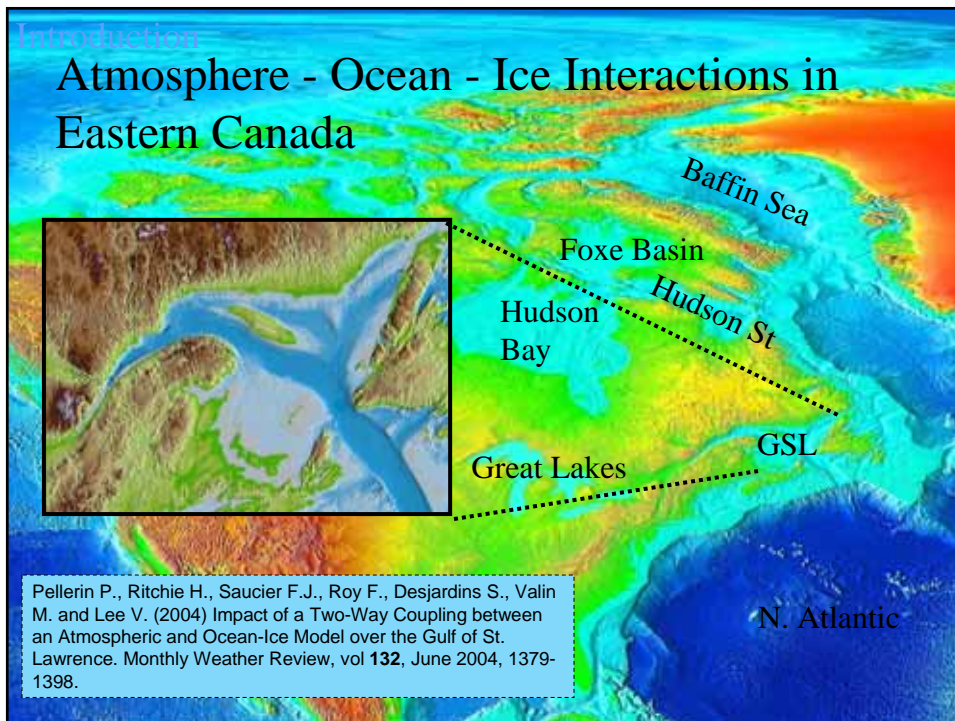 Introduction
Atmosphere - Ocean - Ice Interactions in
Eastern Canada
Baffin Sea
Foxe Basin
Hudson St
Hudson
Bay
GSL
Great Lakes
N. Atlantic
Pellerin P., Ritchie H., Saucier F.J., Roy F., Desjardins S., Valin
M. and Lee V. (2004) Impact of a Two-Way Coupling between
an Atmospheric and Ocean-Ice Model over the Gulf of St.
Lawrence. Monthly Weather Review, vol 132, June 2004, 1379-
1398.